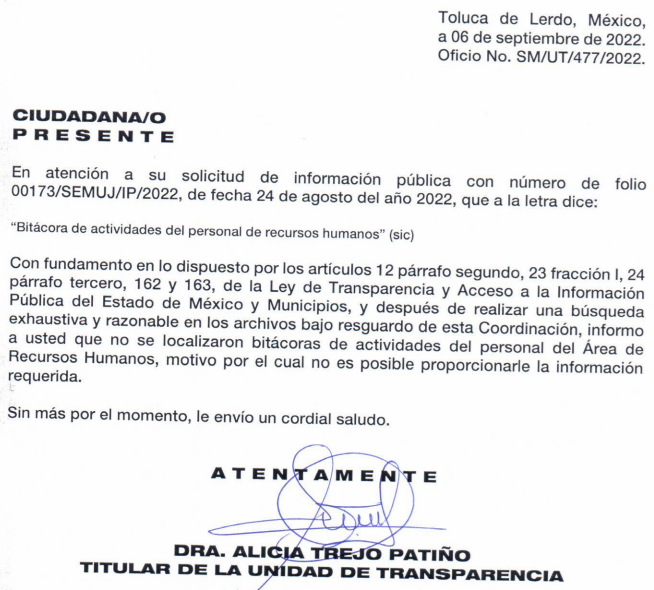 Toluca de Lerdo, México,
a 06 de septiembre de 2022.
Oficio No. SM/UT/477/2022.
CIUDADANA/O
P R E S E N T E
En atención a su solicitud de información pública con número de folio
00173/SEMUJ/IP/2022, de fecha 24 de agosto del año 2022, que a la letra dice:
“Bitácora de actividades del personal de recursos humanos” (sic)
Con fundamento en lo dispuesto por los artículos 12 párrafo segundo, 23 fracción I, 24
párrafo tercero, 162 y 163, de la Ley de Transparencia y Acceso a la Información
Pública del Estado de México y Municipios, y después de realizar una búsqueda
exhaustiva y razonable en los archivos bajo resguardo de esta Coordinación, informo
a usted que no se localizaron bitácoras de actividades del personal del Área de
Recursos Humanos, motivo por el cual no es posible proporcionarle la información
requerida.
Sin más por el momento, le envío un cordial saludo.
A T E N T A M E N T E
DRA. ALICIA TREJO PATIÑO
TITULAR DE LA UNIDAD DE TRANSPARENCIA